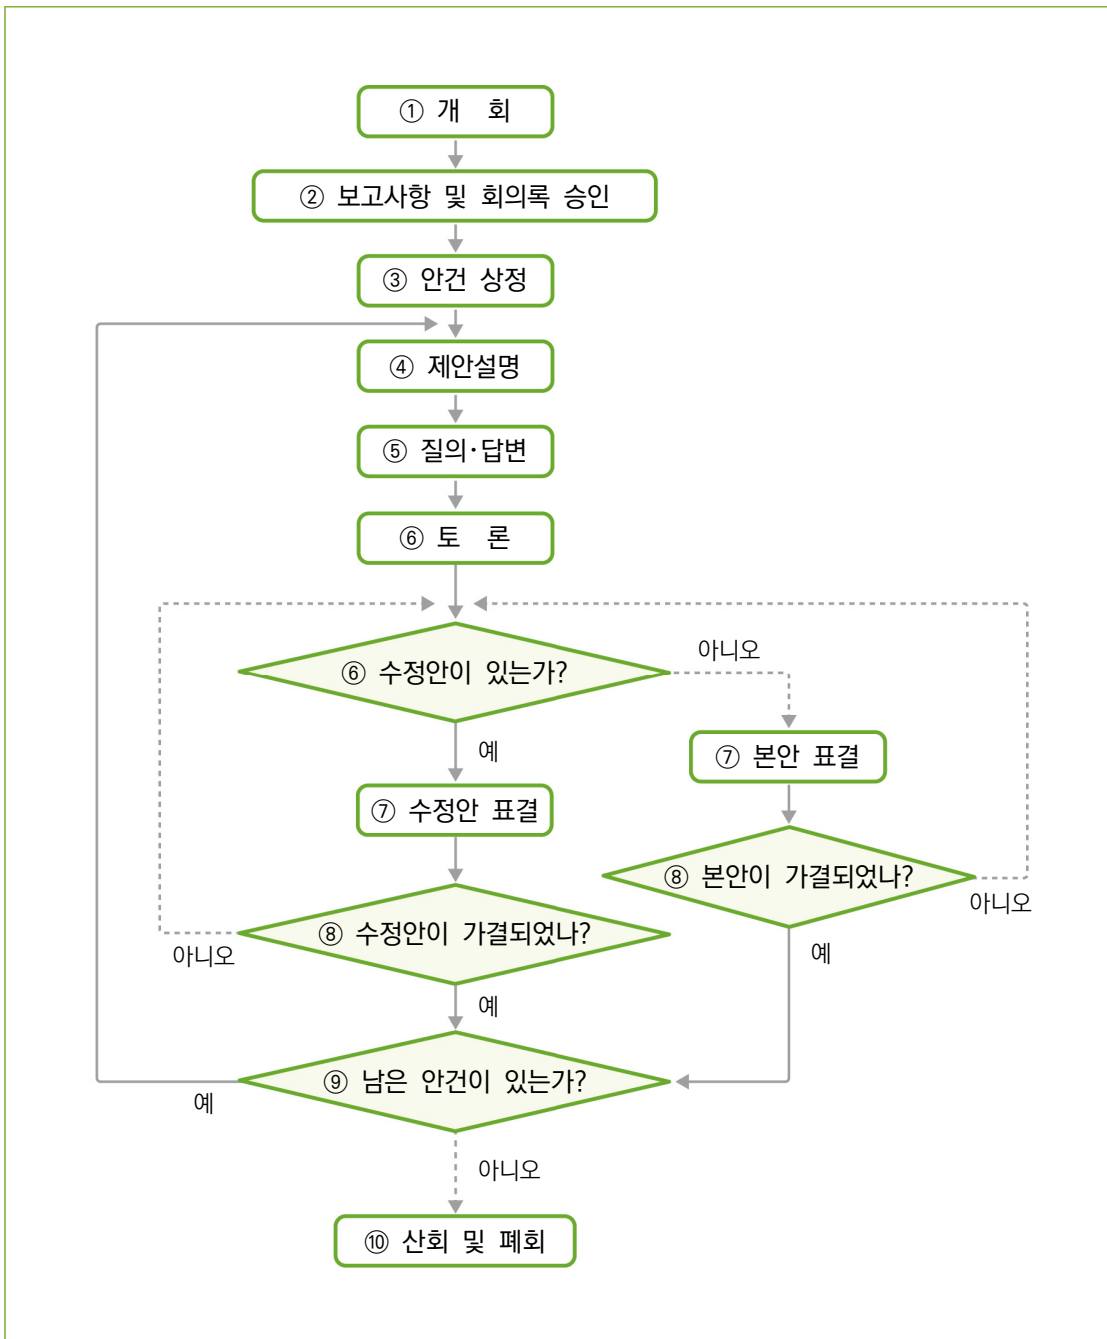 ① 개 회
② 보고사항 및 회의록 승인
③ 안건 상정
④ 제안설명
⑤ 질의·답변
⑥ 토 론
⑥ 수정안이 있는가?
아니오
예
⑦ 본안 표결
⑦ 수정안 표결
⑧ 본안이 가결되었나?
아니오
⑧ 수정안이 가결되었나?
아니오
예
예
⑨ 남은 안건이 있는가?
예
아니오
⑩ 산회 및 폐회